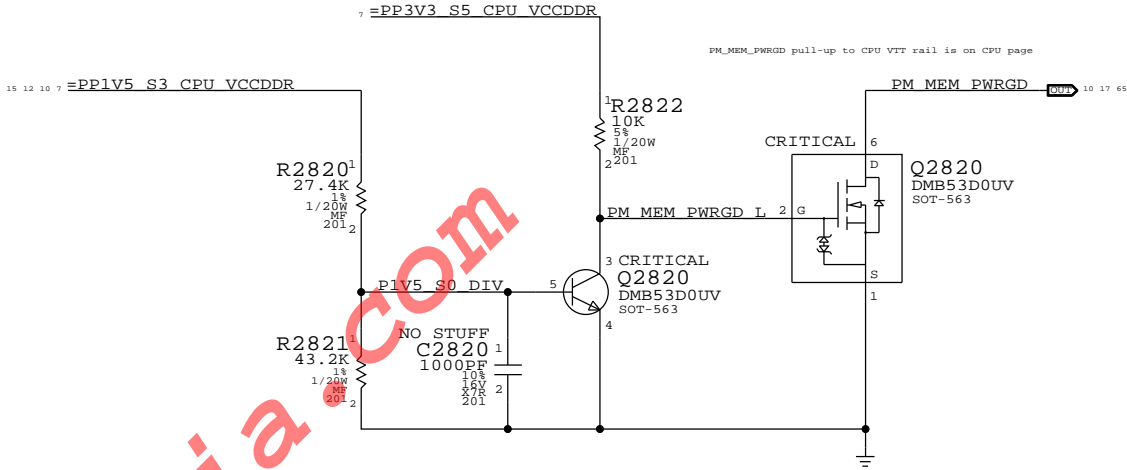 7 =PP3V3_S5_CPU_VCCDDR
PM_MEM_PWRGD pull-up to CPU VTT rail is on CPU page
15 12 10 7 =PP1V5_S3_CPU_VCCDDR
PM_MEM_PWRGD OUT 10 17 65
1
R2822
10K
5%
1/20W
MF
201
2
CRITICAL 6
D
Q2820
DMB53D0UV
SOT-563
R2820 1
27.4K
1%
1/20W
MF
201
2
PM_MEM_PWRGD_L 2 G
S
1
3 CRITICAL
Q2820
DMB53D0UV
SOT-563
P1V5_S0_DIV 5
4
R2821 1
43.2K
1%
1/20W
MF
201
2
NO STUFF
C2820 1
1000PF
10%
16V
X7R
201
2
ia.com